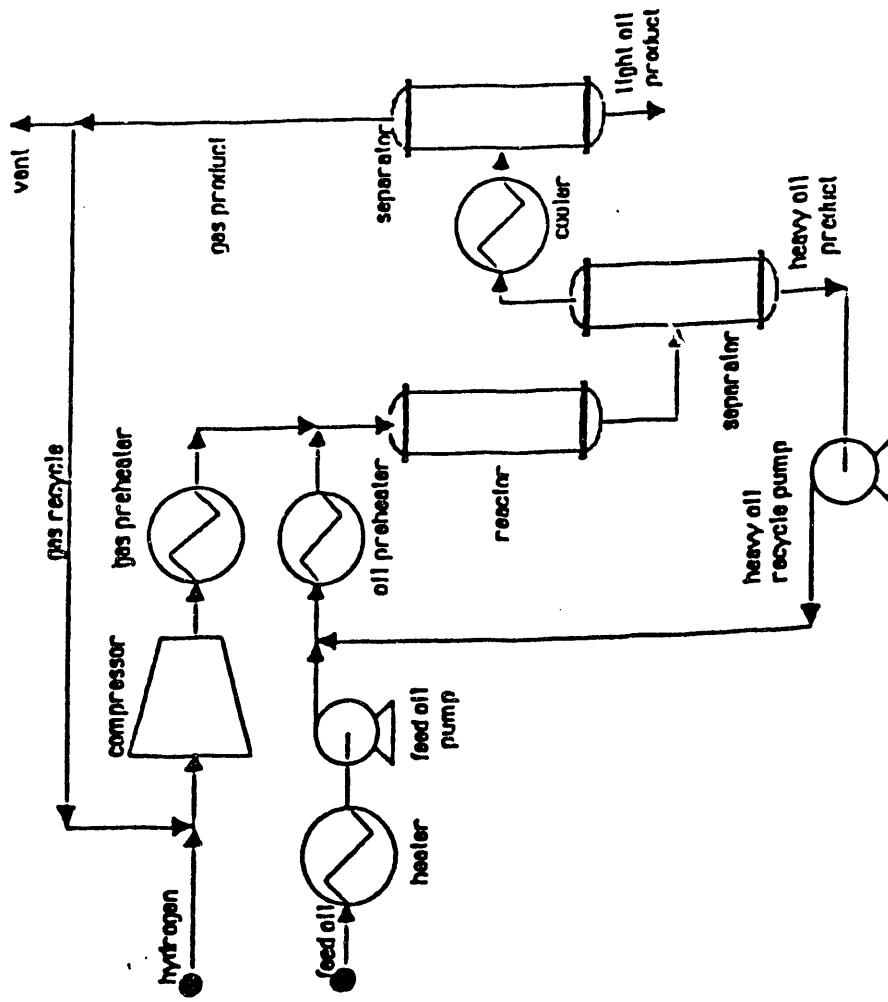 hydrogen
feed oil
heater
feed oil
pump
compressor
gas recycle
gas preheater
oil preheater
reactor
heavy oil
recycle pump
separator
heavy oil
product
cooler
separator
gas product
vent
light oil
product